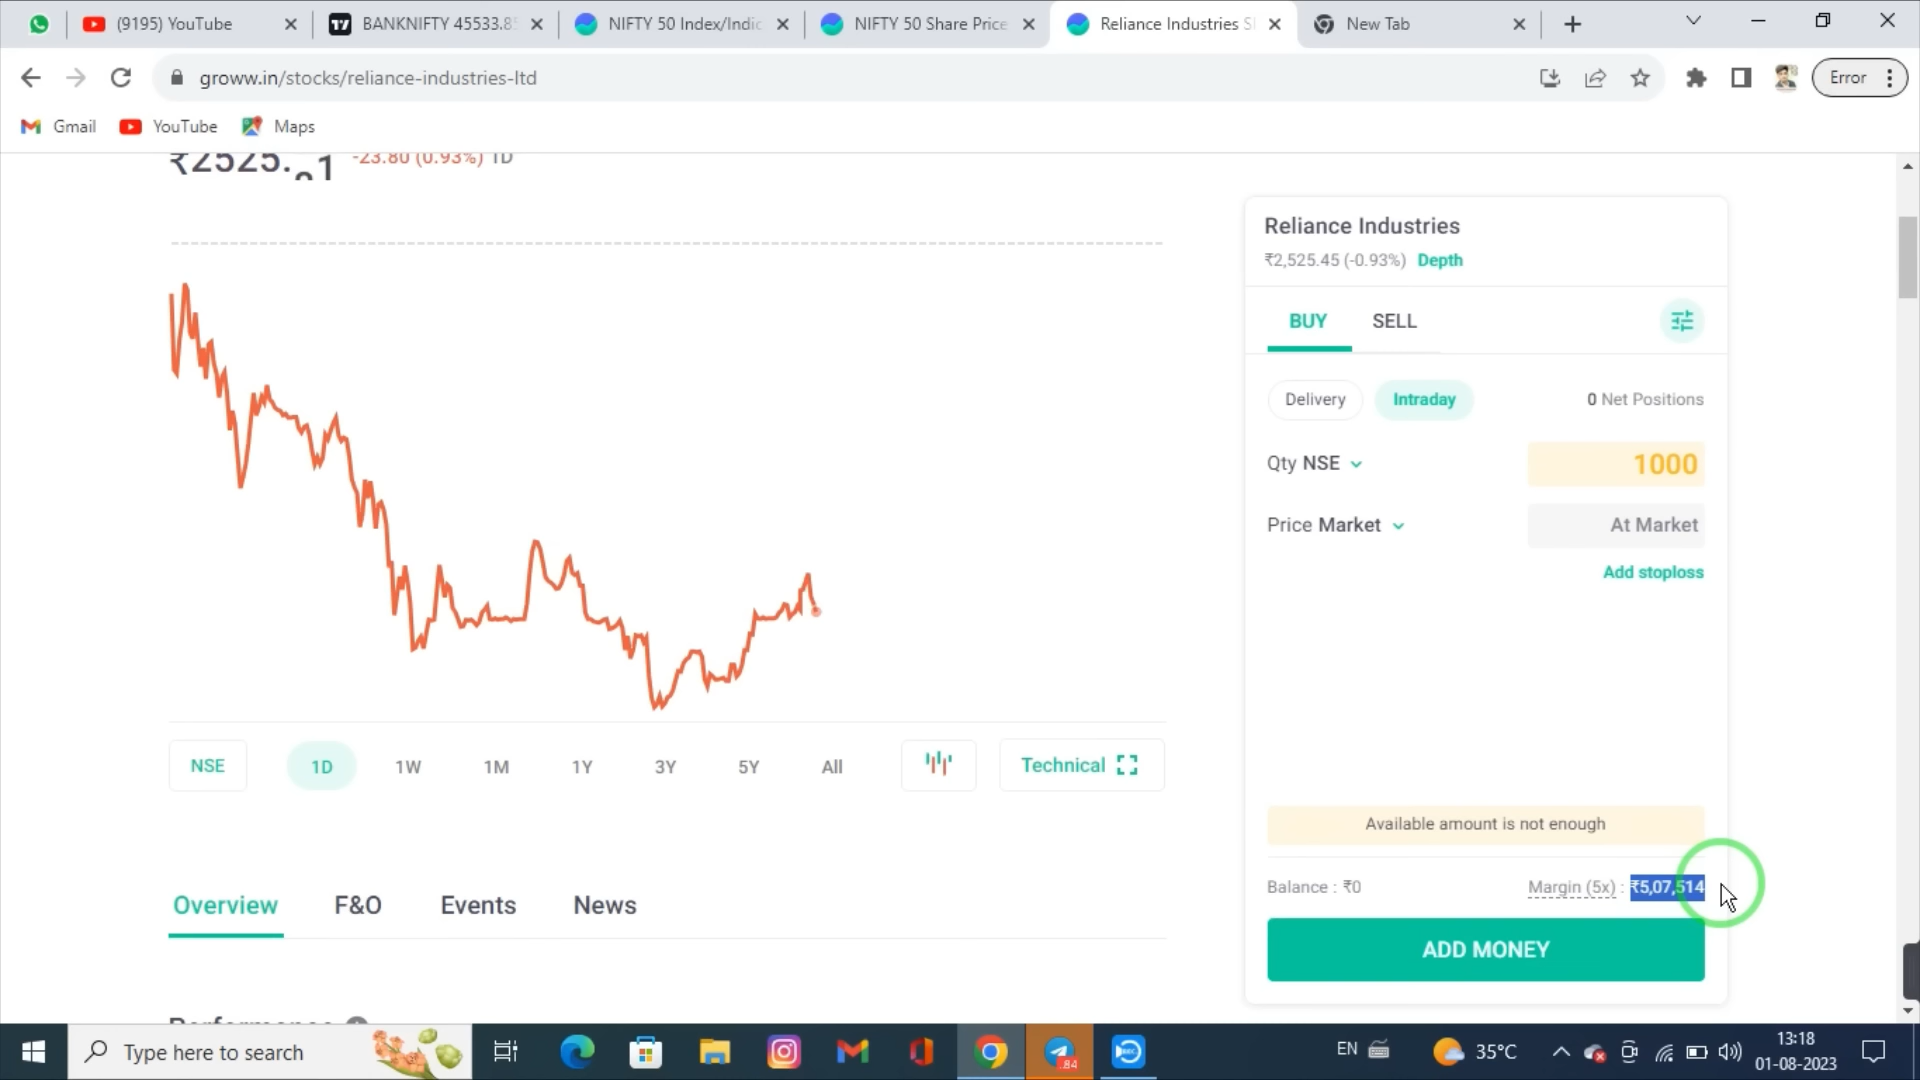 (9195) YouTube
BANKNIFTY 45533.8
NIFTY 50 Index/Indic
NIFTY 50 Share Price
Reliance Industries S
New Tab
groww.in/stocks/reliance-industries-ltd
Error
Gmail
YouTube
Maps
-23.80 (0.93%) 1D
Reliance Industries
₹2,525.45 (-0.93%) Depth
BUY SELL
Delivery Intraday 0 Net Positions
Qty NSE 1000
Price Market At Market
Add stoploss
NSE 1D 1W 1M 1Y 3Y 5Y All Technical
Available amount is not enough
Balance : ₹0 Margin (5x) : ₹5,07,514
ADD MONEY
Overview F&O Events News
Performance
Type here to search
84
REC
EN
35°C
13:18
01-08-2023